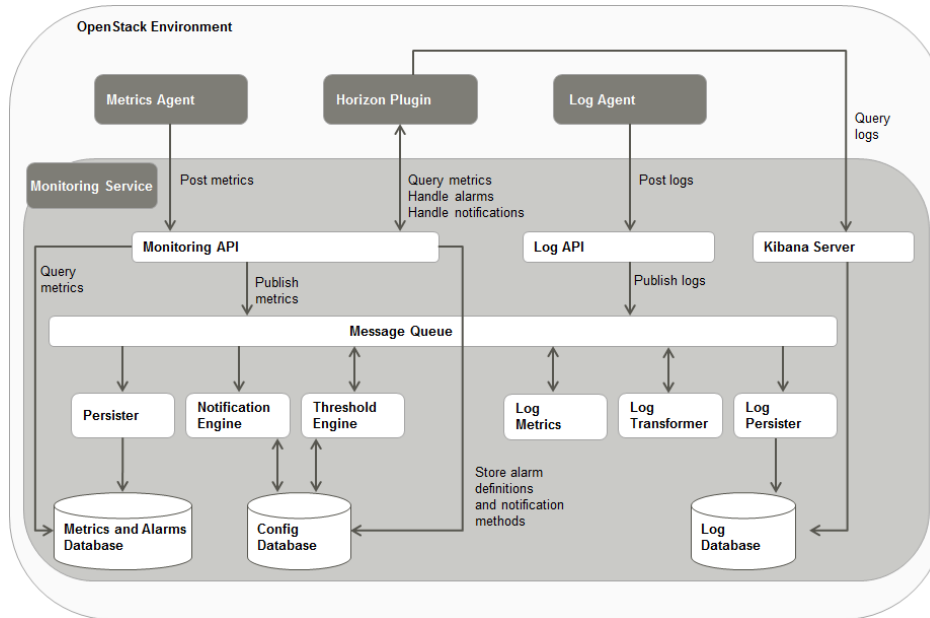 OpenStack Environment
Metrics Agent
Horizon Plugin
Log Agent
Query
logs
Monitoring Service
Post metrics
Query metrics
Handle alarms
Handle notifications
Post logs
Monitoring API
Log API
Kibana Server
Query
metrics
Publish
metrics
Publish logs
Message Queue
Persister
Notification
Engine
Threshold
Engine
Log
Metrics
Log
Transformer
Log
Persister
Store alarm
definitions
and notification
methods
Metrics and Alarms
Database
Config
Database
Log
Database